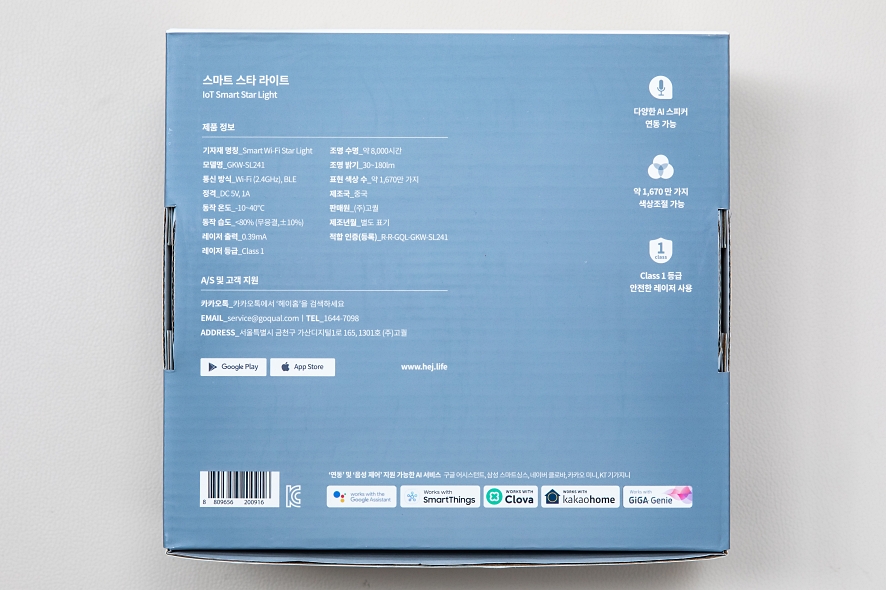 스마트 스타 라이트
IoT Smart Star Light
제품 정보
기자재 명칭_Smart Wi-Fi Star Light
모델명_GKW-SL241
통신 방식_Wi-Fi (2.4GHz), BLE
정격_DC 5V, 1A
동작 온도_-10~40℃
동작 습도_<80% (무응결,±10%)
레이저 출력_0.39mA
레이저 등급_Class 1
조명 수명_약 8,000시간
조명 밝기_30~180lm
표현 색상 수_약 1,670만 가지
제조국_중국
판매원_(주)고퀄
제조년월_별도 표기
적합 인증(등록)_R-R-GQL-GKW-SL241
A/S 및 고객 지원
카카오톡_카카오톡에서 '헤이홈'을 검색하세요
EMAIL_service@goqual.com | TEL_1644-7098
ADDRESS_서울특별시 금천구 가산디지털1로 165, 1301호 (주)고퀄
Google Play
App Store
www.hej.life
다양한 AI 스피커
연동 가능
약 1,670 만 가지
색상조절 가능
1
class
Class 1 등급
안전한 레이저 사용
8 809656 200916
'연동' 및 '음성 제어' 지원 가능한 AI 서비스 구글 어시스턴트, 삼성 스마트싱스, 네이버 클로바, 카카오 미니, KT 기가지니
works with the
Google Assistant
Works with
SmartThings
WORKS WITH
Clova
WORKS WITH
kakaohome
Works with
GiGA Genie